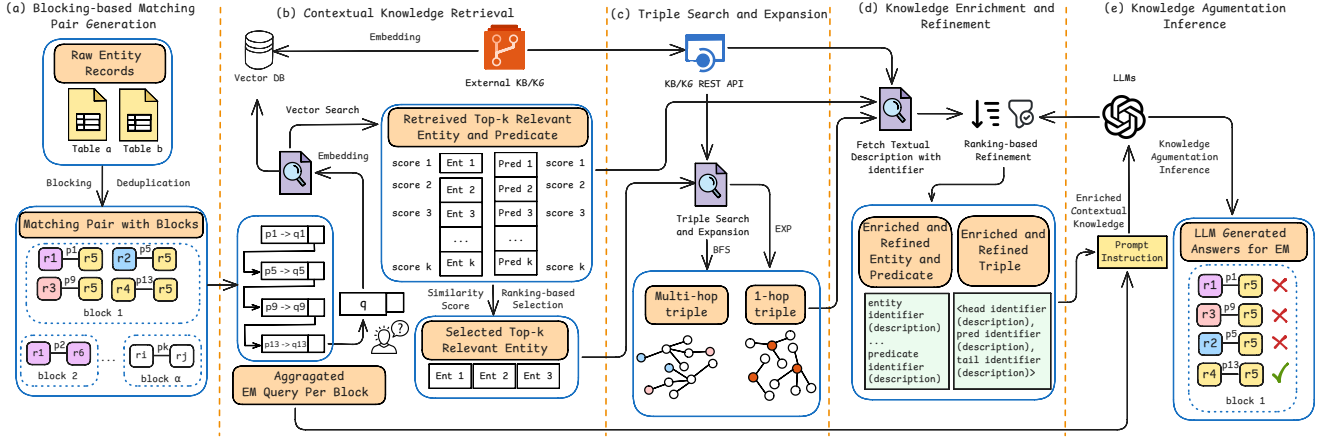 (a) Blocking-based Matching
Pair Generation
Raw Entity
Records
Table a
Table b
Blocking
Deduplication
Matching Pair with Blocks
r1
p1
r5
r2
p5
r5
r3
p9
r5
r4
p13
r5
block 1
r1
p2
r6
block 2
...
ri
pk
rj
block α
(b) Contextual Knowledge Retrieval
Embedding
Vector DB
External KB/KG
Vector Search
Embedding
Retreived Top-k Relevant
Entity and Predicate
score 1
Ent 1
Pred 1
score 1
score 2
Ent 2
Pred 2
score 2
score 3
Ent 3
Pred 3
score 3
...
...
score k
Ent k
Pred k
score k
p1 -> q1
p5 -> q5
p9 -> q9
p13-> q13
q
?
Similarity
Score
Ranking-based
Selection
Selected Top-k
Relevant Entity
Ent 1
Ent 2
Ent 3
Aggragated
EM Query Per Block
(c) Triple Search and Expansion
KB/KG REST API
Triple Search
and Expansion
BFS
EXP
Multi-hop
triple
1-hop
triple
(d) Knowledge Enrichment and
Refinement
Fetch Textual
Description with
identifier
Ranking-based
Refinement
Enriched and
Refined
Entity and
Predicate
Enriched and
Refined
Triple
entity
identifier
(description)
...
predicate
identifier
(description)
<head identifier
(description),
pred identifier
(description),
tail identifier
(description)>
(e) Knowledge Agumentation
Inference
LLMs
Knowledge
Agumentation
Inference
Enriched
Contextual
Knowledge
Prompt
Instruction
LLM Generated
Answers for EM
r1
p1
r5
r3
p9
r5
r2
p5
r5
r4
p13
r5
block 1